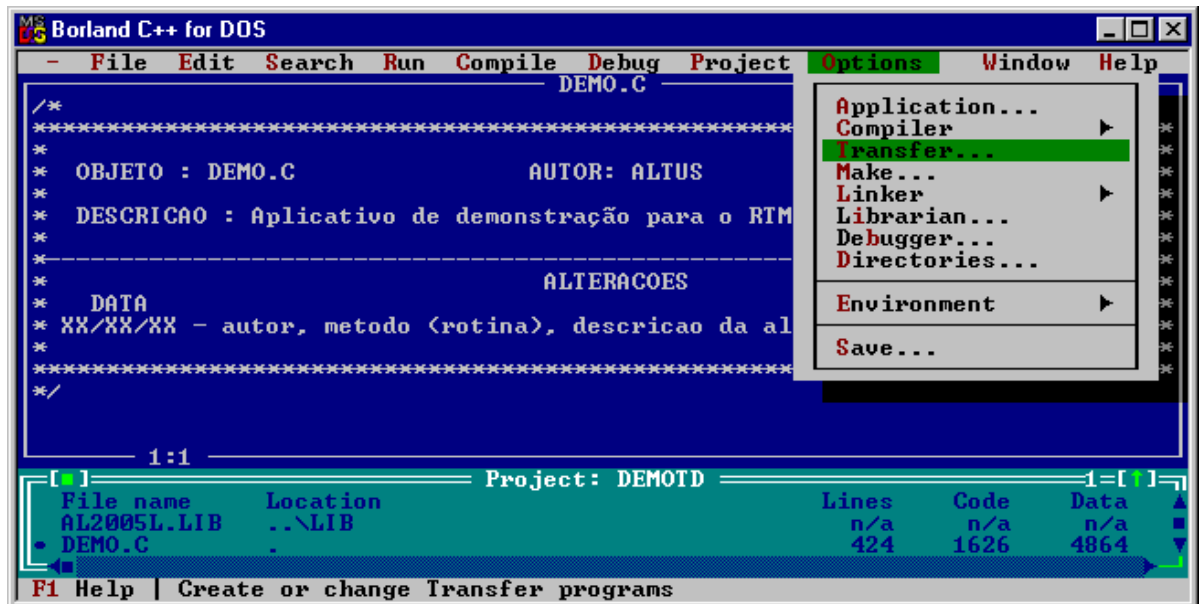 Borland C++ for DOS
- File Edit Search Run Compile Debug Project Options Window Help
DEMO.C
/*
****************************************************
*
* OBJETO : DEMO.C AUTOR: ALTUS
*
* DESCRICAO : Aplicativo de demonstração para o RTM
*
*----------------------------------------------------
* ALTERACOES
* DATA
* XX/XX/XX - autor, metodo (rotina), descricao da al
*
****************************************************
*/
1:1
Application...
Compiler
Transfer...
Make...
Linker
Librarian...
Debugger...
Directories...
Environment
Save...
Project: DEMOTD
1=[↑]
File name Location Lines Code Data
AL2005L.LIB ..\LIB n/a n/a n/a
• DEMO.C . 424 1626 4864
F1 Help | Create or change Transfer programs